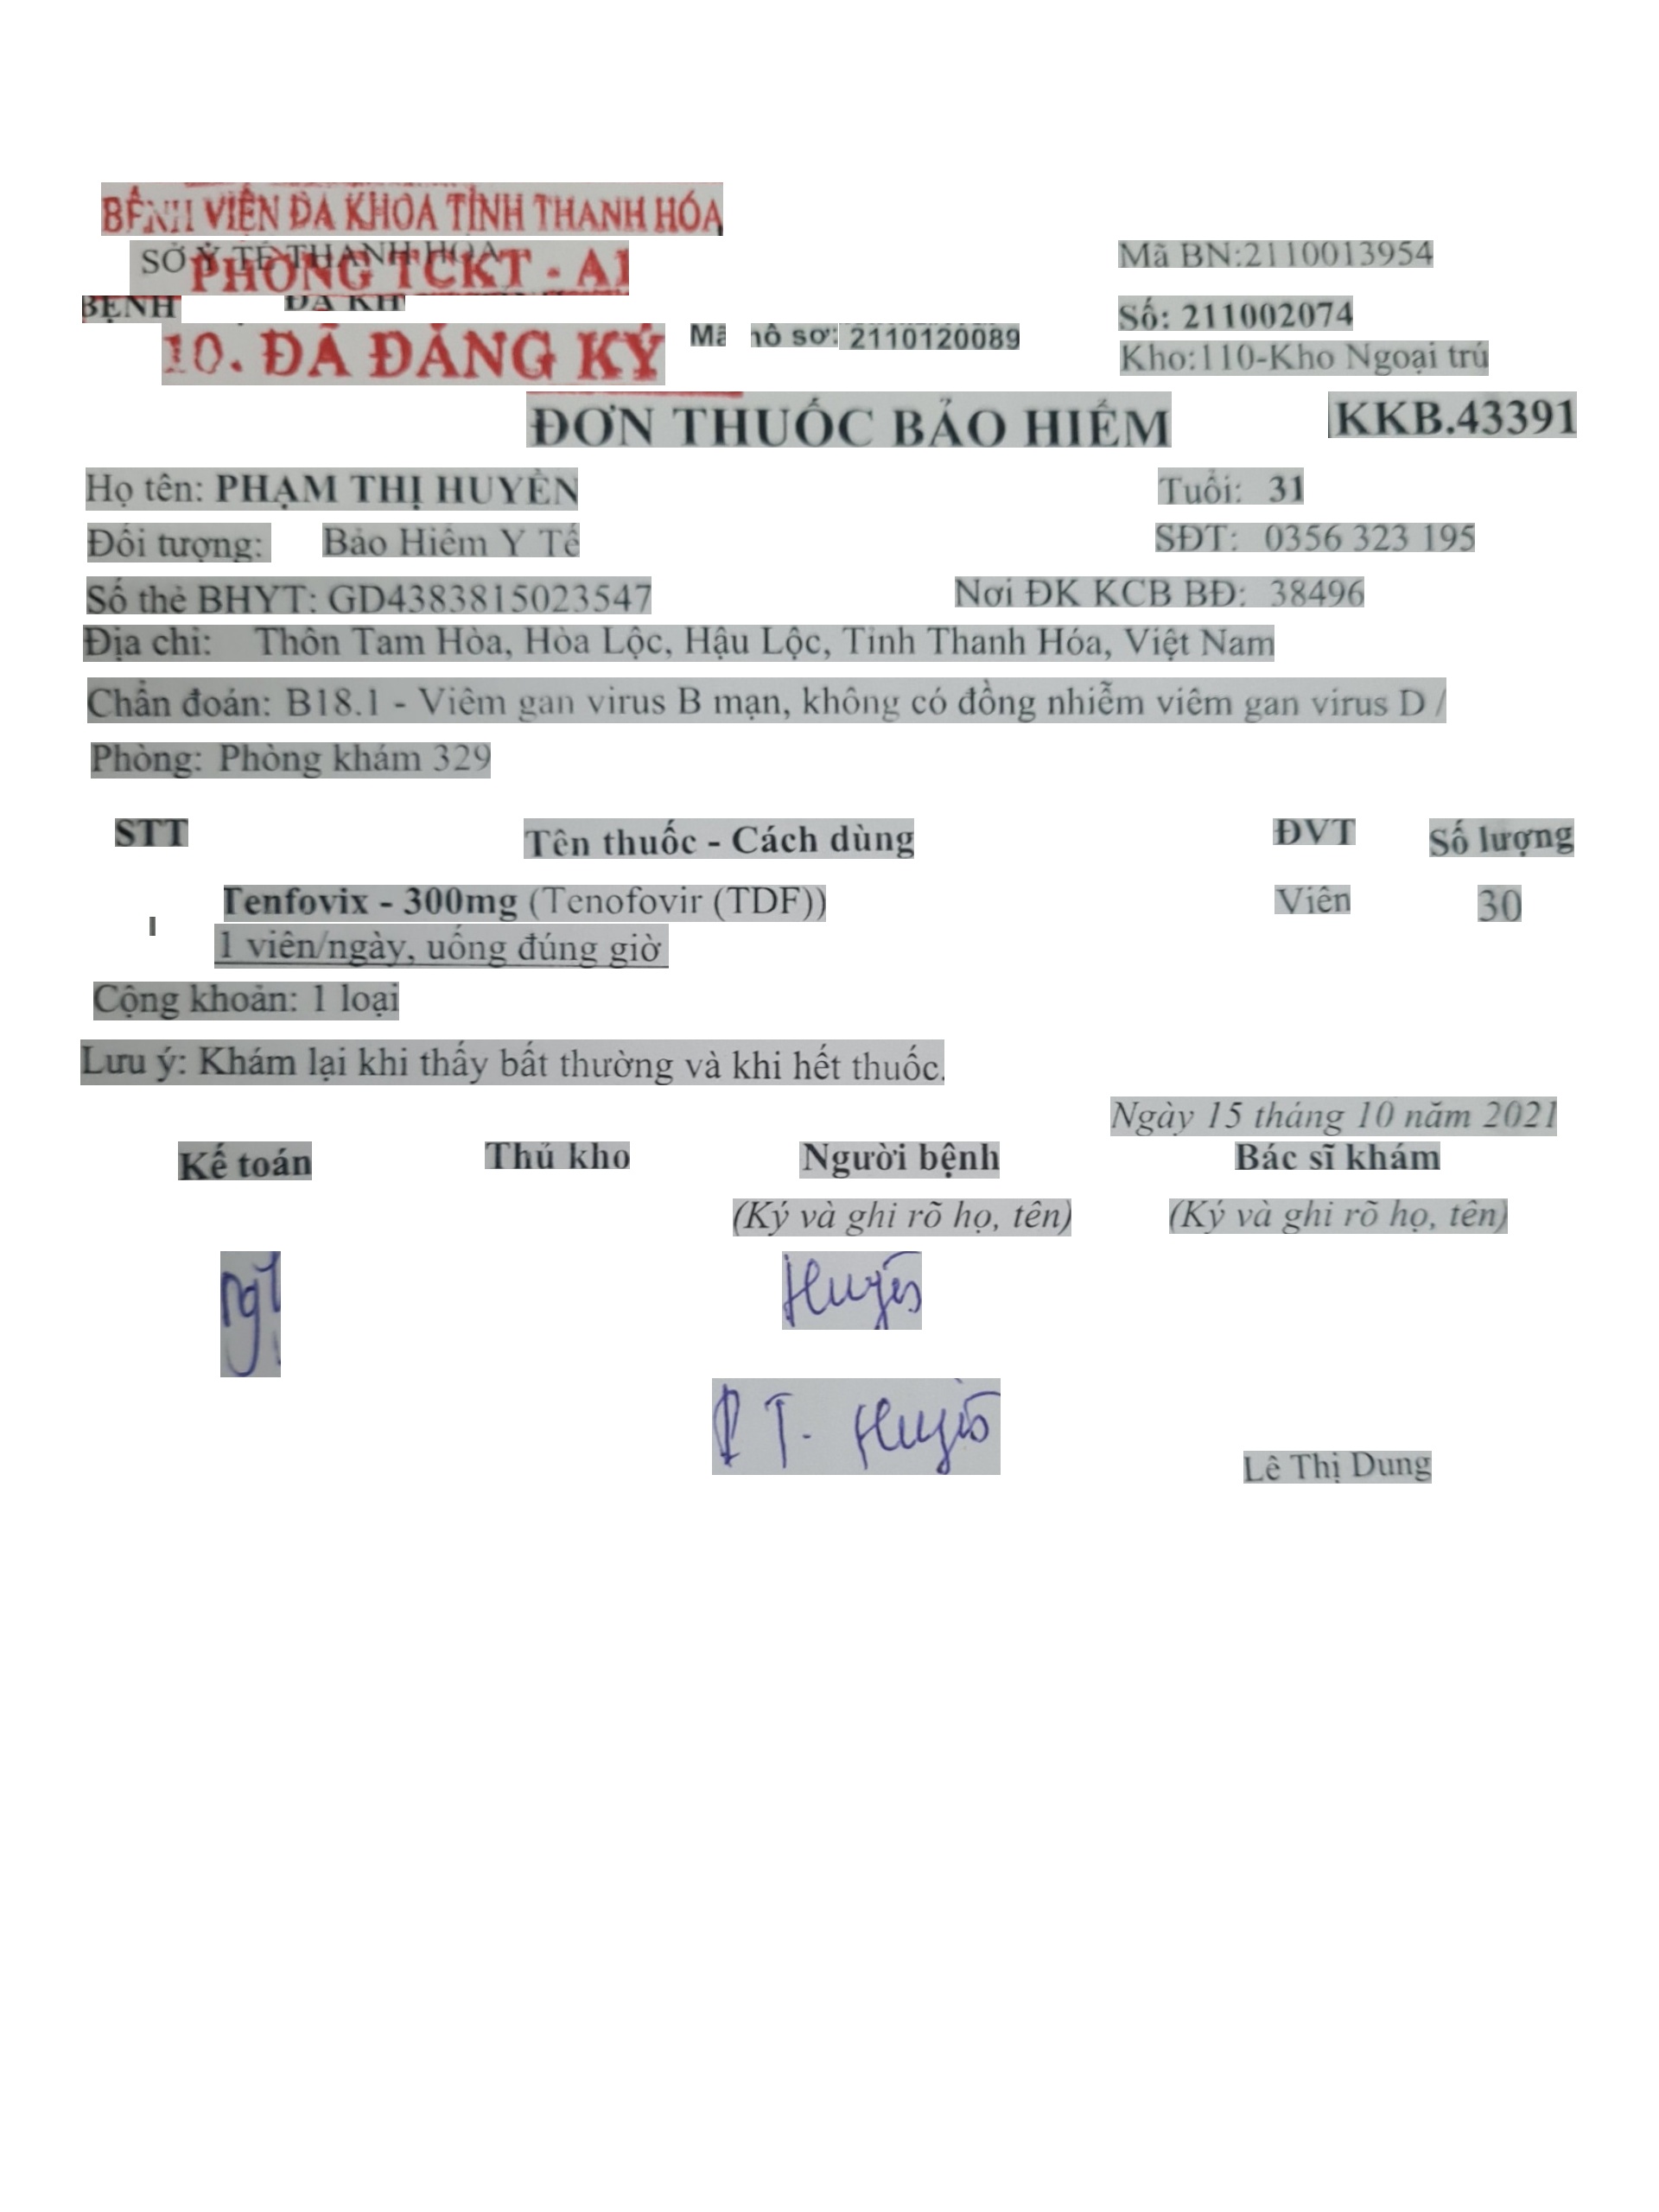 BỆNH VIỆN ĐA KHOA TỈNH THANH HÓA
SỞ Y TẾ THANH HÓA
PHÒNG TCKT - A1
Mã BN:2110013954
BỆNH ĐA KH
Số: 211002074
10. ĐÃ ĐĂNG KÝ
Mã hồ sơ: 2110120089
Kho:110-Kho Ngoại trú
ĐƠN THUỐC BẢO HIỂM KKB.43391
Họ tên: PHẠM THỊ HUYỀN Tuổi: 31
Đối tượng: Bảo Hiểm Y Tế SĐT: 0356 323 195
Số thẻ BHYT: GD4383815023547 Nơi ĐK KCB BĐ: 38496
Địa chỉ: Thôn Tam Hòa, Hòa Lộc, Hậu Lộc, Tỉnh Thanh Hóa, Việt Nam
Chẩn đoán: B18.1 - Viêm gan virus B mạn, không có đồng nhiễm viêm gan virus D /
Phòng: Phòng khám 329
STT Tên thuốc - Cách dùng ĐVT Số lượng
Tenfovix - 300mg (Tenofovir (TDF)) Viên 30
1 viên/ngày, uống đúng giờ
Cộng khoản: 1 loại
Lưu ý: Khám lại khi thấy bất thường và khi hết thuốc.
Ngày 15 tháng 10 năm 2021
Kế toán Thủ kho Người bệnh Bác sĩ khám
(Ký và ghi rõ họ, tên) (Ký và ghi rõ họ, tên)
Huyền
P T. Huyền
Lê Thị Dung